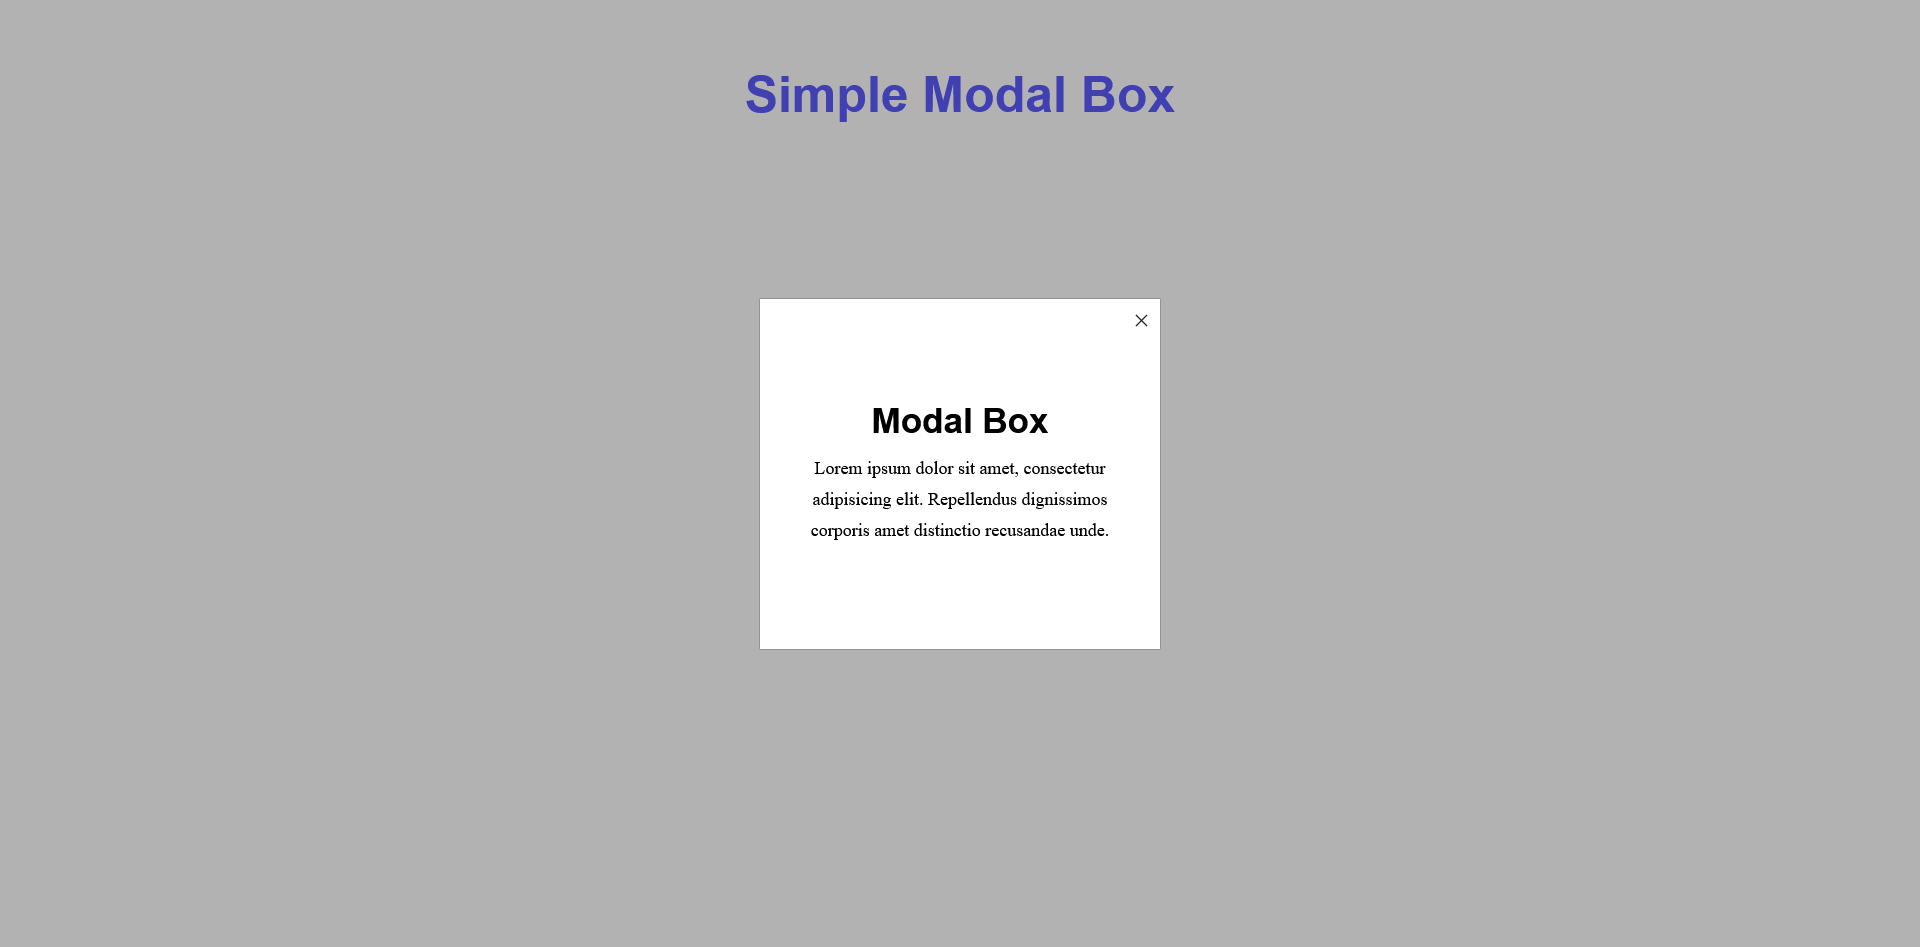 Simple Modal Box
Modal Box
Lorem ipsum dolor sit amet, consectetur
adipisicing elit. Repellendus dignissimos
corporis amet distinctio recusandae unde.